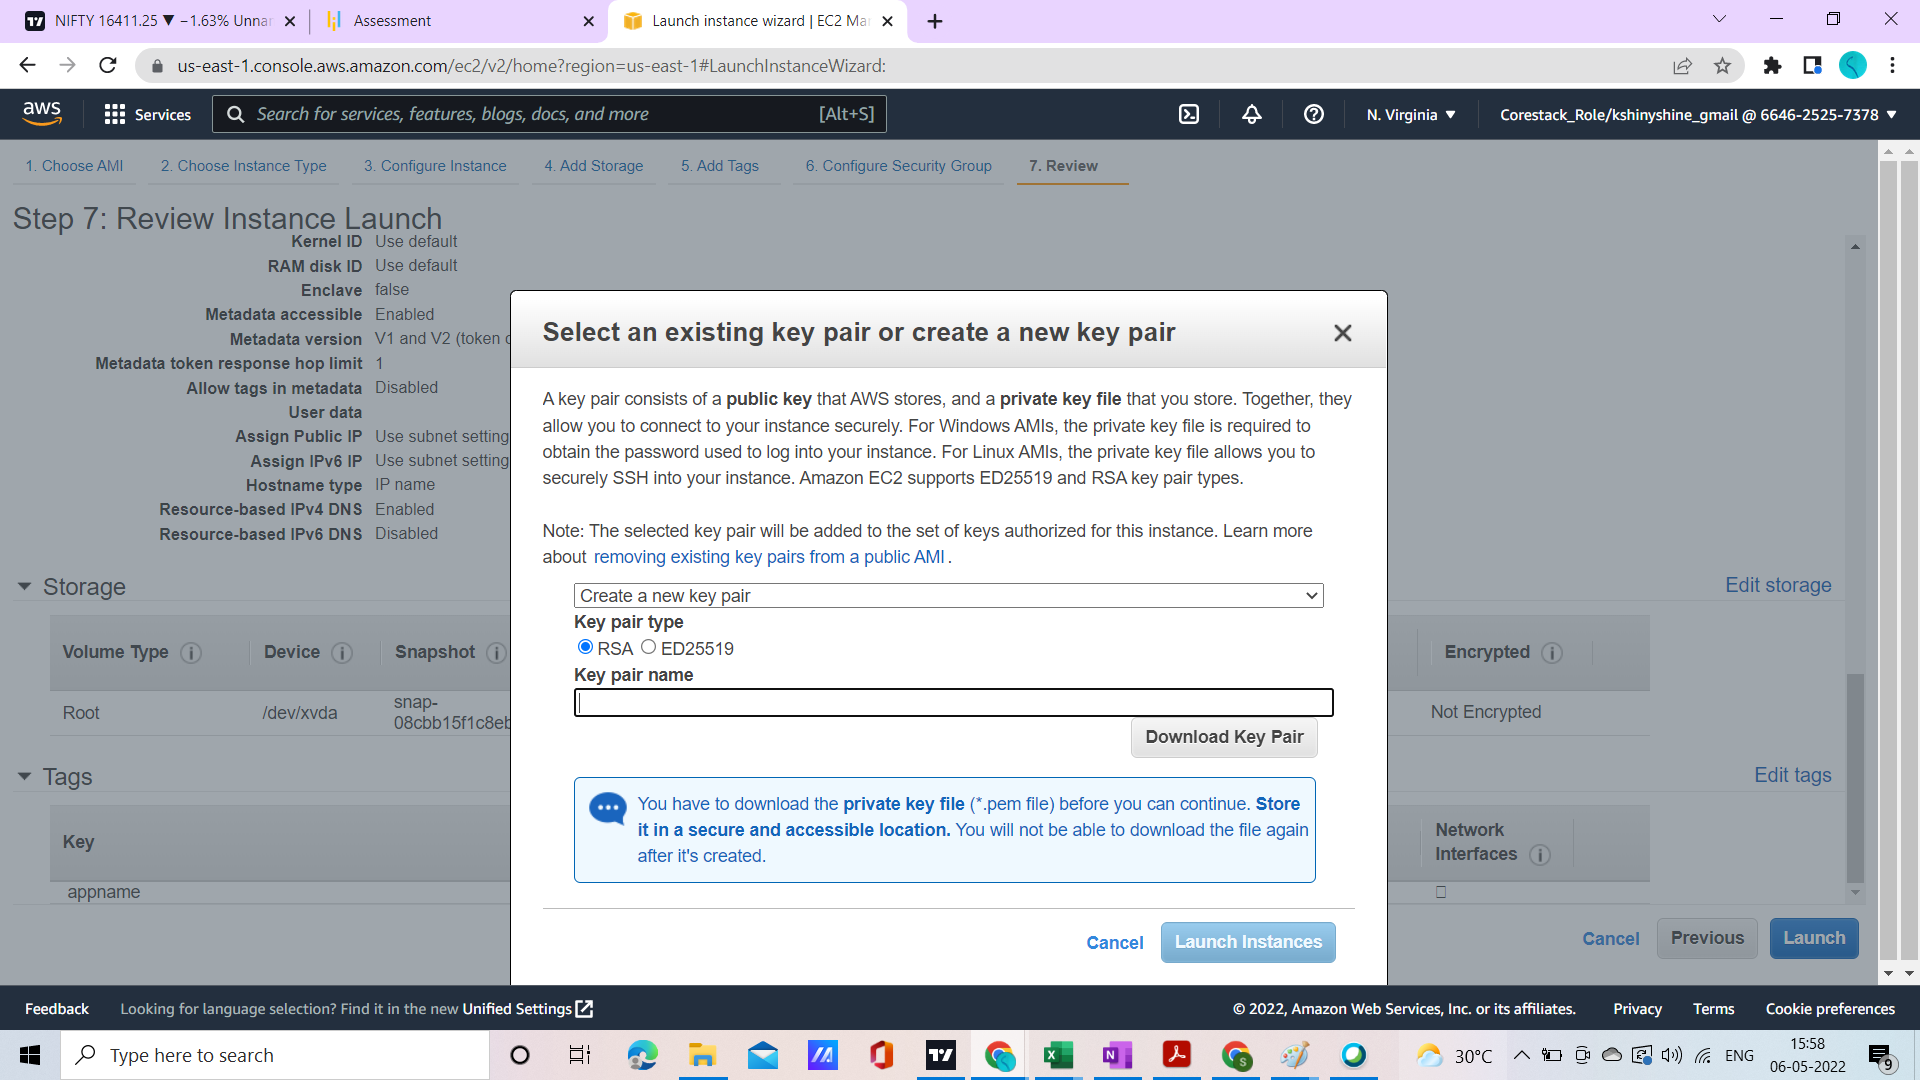 NIFTY 16411.25 ▼ −1.63% Unnar
Assessment
Launch instance wizard | EC2 Ma
us-east-1.console.aws.amazon.com/ec2/v2/home?region=us-east-1#LaunchInstanceWizard:
aws
Services
Search for services, features, blogs, docs, and more
[Alt+S]
N. Virginia ▼
Corestack_Role/kshinyshine_gmail @ 6646-2525-7378 ▼
1. Choose AMI
2. Choose Instance Type
3. Configure Instance
4. Add Storage
5. Add Tags
6. Configure Security Group
7. Review
Step 7: Review Instance Launch
Kernel ID Use default
RAM disk ID Use default
Enclave false
Metadata accessible Enabled
Metadata version V1 and V2 (token o
Metadata token response hop limit 1
Allow tags in metadata Disabled
User data
Assign Public IP Use subnet setting
Assign IPv6 IP Use subnet setting
Hostname type IP name
Resource-based IPv4 DNS Enabled
Resource-based IPv6 DNS Disabled
Storage
Edit storage
Volume Type
Device
Snapshot
Encrypted
Root
/dev/xvda
snap-
08cbb15f1c8eb
Not Encrypted
Tags
Edit tags
Key
Network
Interfaces
appname
Select an existing key pair or create a new key pair
A key pair consists of a public key that AWS stores, and a private key file that you store. Together, they
allow you to connect to your instance securely. For Windows AMIs, the private key file is required to
obtain the password used to log into your instance. For Linux AMIs, the private key file allows you to
securely SSH into your instance. Amazon EC2 supports ED25519 and RSA key pair types.
Note: The selected key pair will be added to the set of keys authorized for this instance. Learn more
about removing existing key pairs from a public AMI .
Create a new key pair
Key pair type
RSA ED25519
Key pair name
Download Key Pair
You have to download the private key file (*.pem file) before you can continue. Store
it in a secure and accessible location. You will not be able to download the file again
after it's created.
Cancel
Launch Instances
Cancel
Previous
Launch
Feedback
Looking for language selection? Find it in the new Unified Settings
© 2022, Amazon Web Services, Inc. or its affiliates.
Privacy
Terms
Cookie preferences
Type here to search
30°C
ENG
15:58
06-05-2022
9